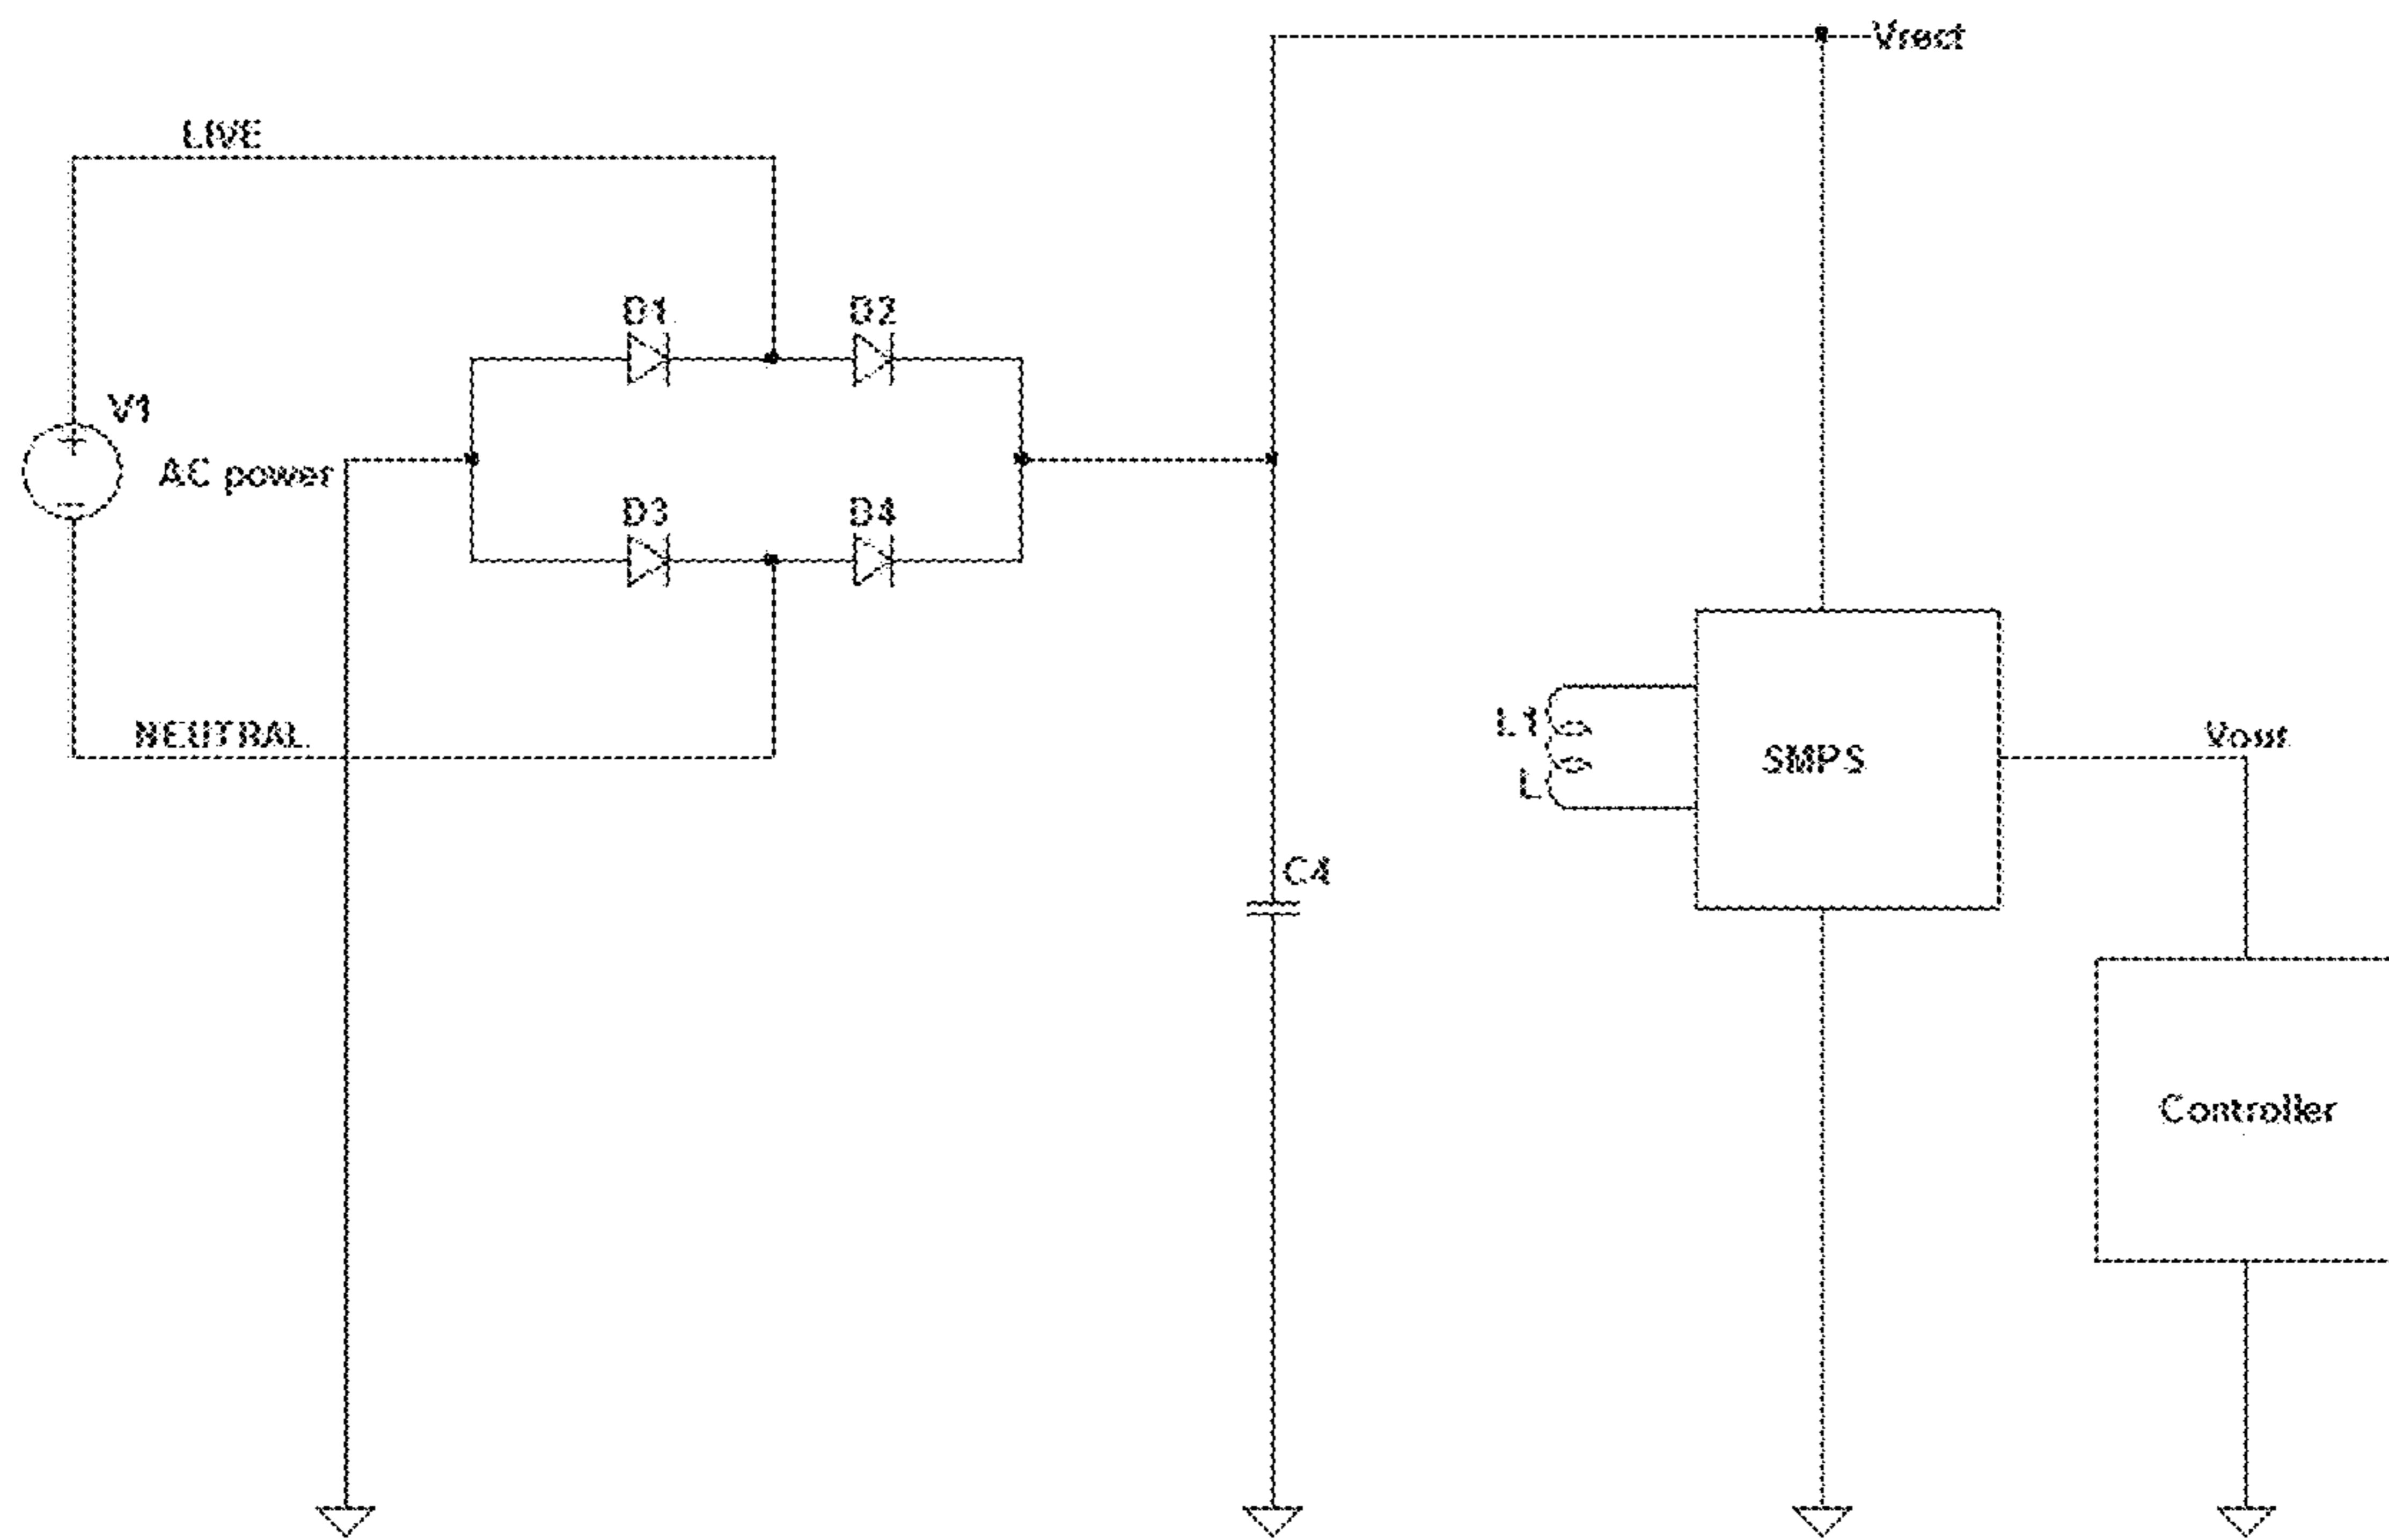 Vrect
LIVE
D1
D2
V1
AC power
D3
D4
NEUTRAL
L1
L
SMPS
Vout
C4
Controller